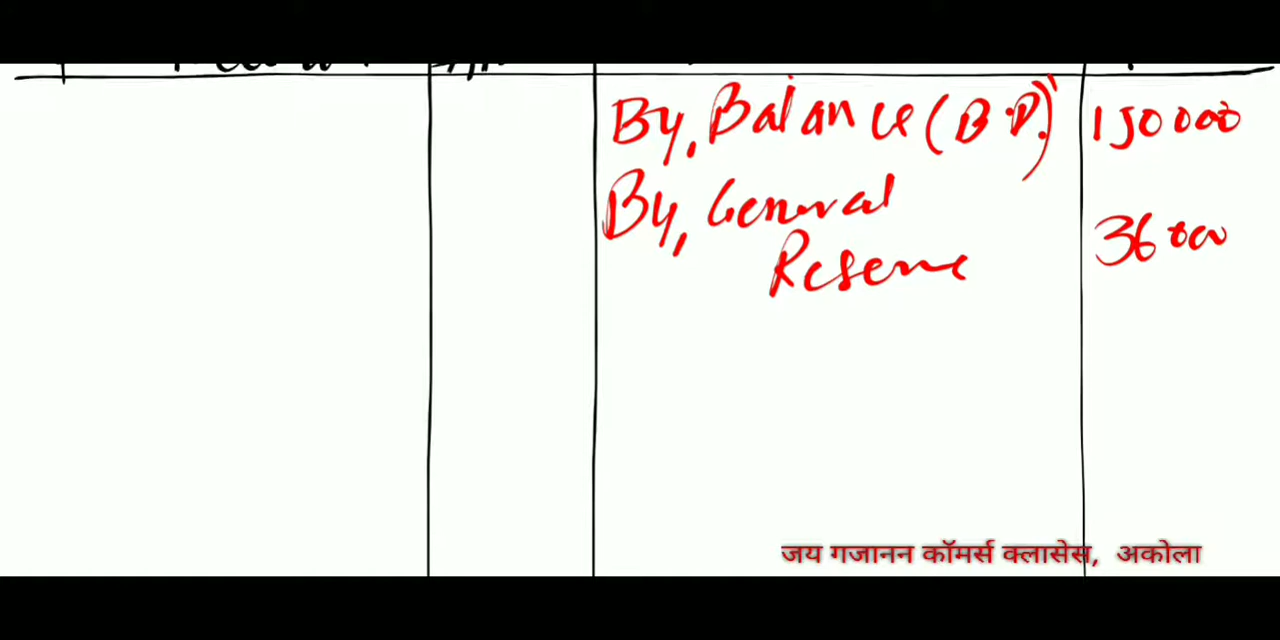 By, Balance (B.D.) 150000
By, General
Reserve 36000
जय गजानन कॉमर्स क्लासेस, अकोला